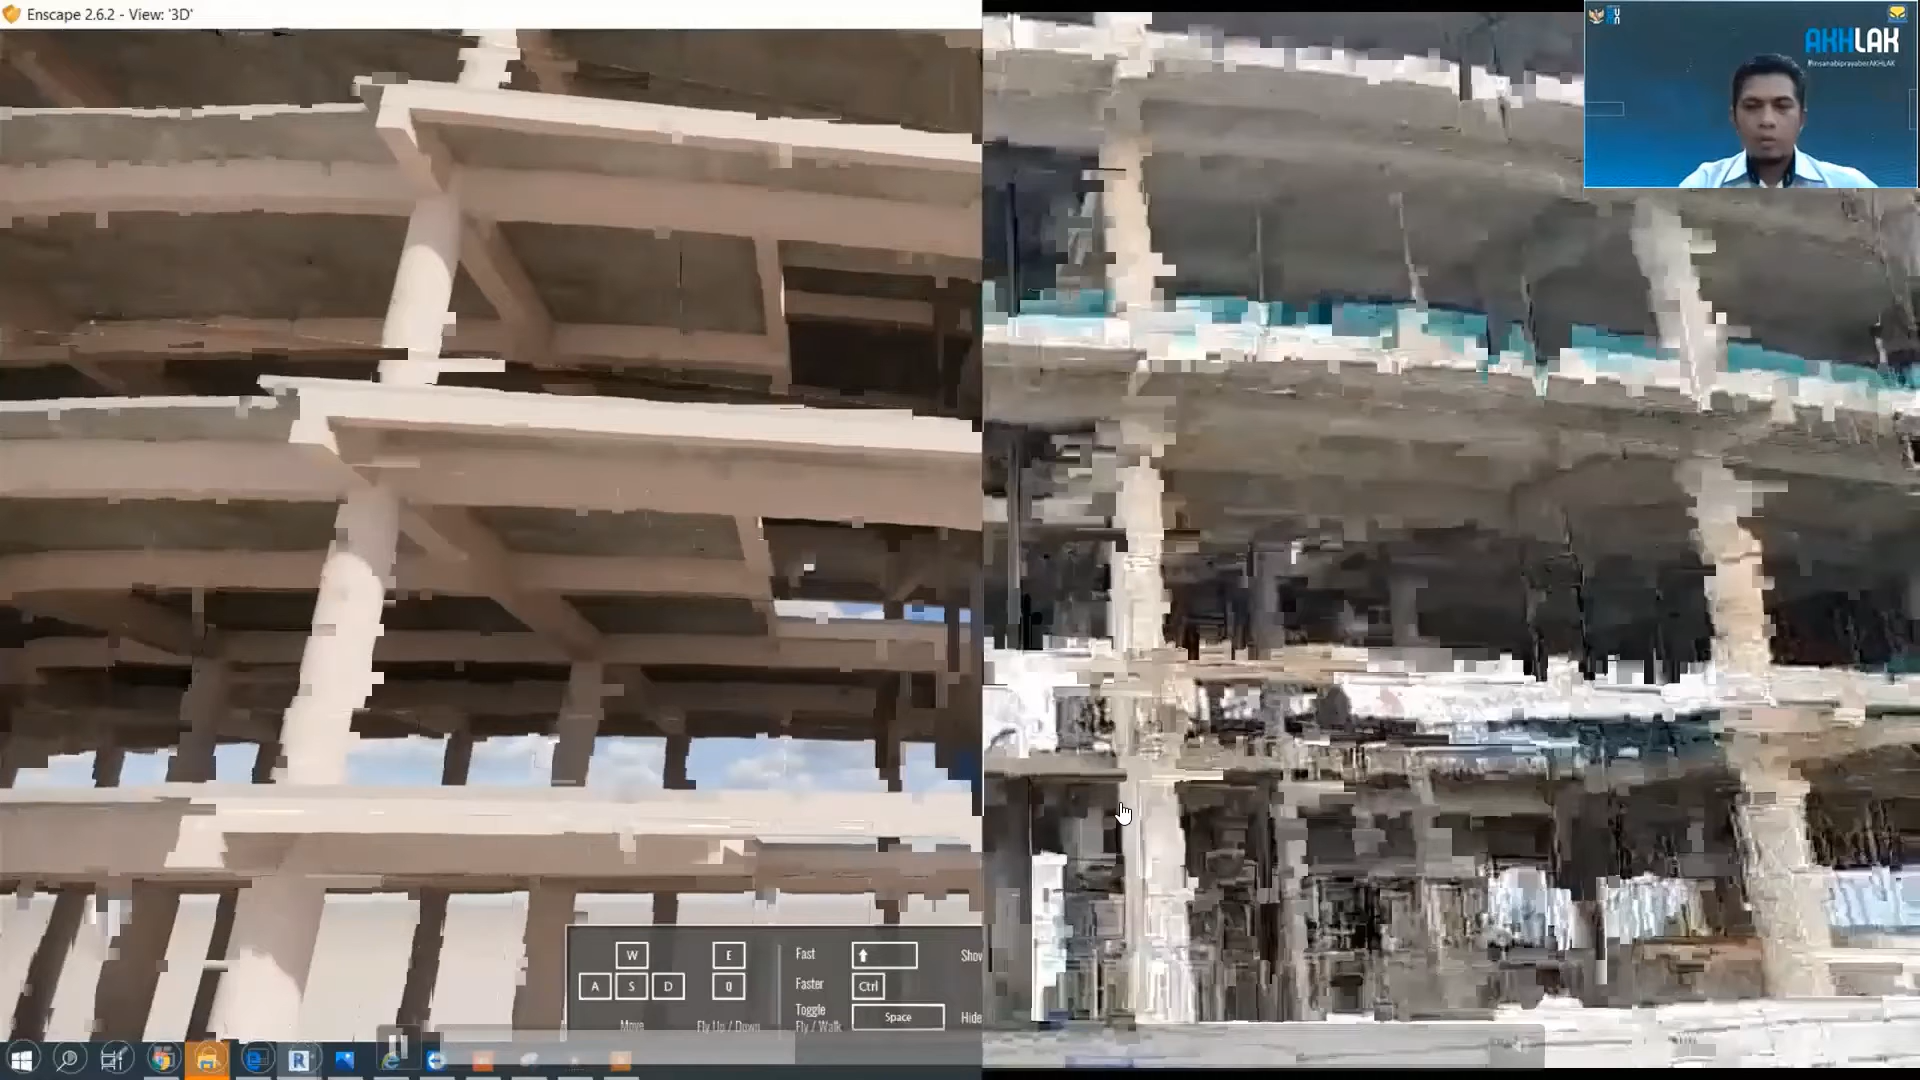 Enscape 2.6.2 - View: '3D'
AKHLAK
#insanabiprayaberAKHLAK
W
E
Fast
Show
A
S
D
Q
Faster
Ctrl
Toggle
Fly / Walk
Space
Hide
Move
Fly Up / Down
R